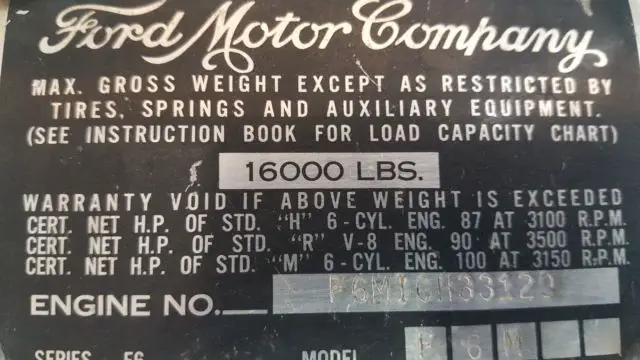 Ford Motor Company
MAX. GROSS WEIGHT EXCEPT AS RESTRICTED BY
TIRES, SPRINGS AND AUXILIARY EQUIPMENT.
(SEE INSTRUCTION BOOK FOR LOAD CAPACITY CHART)
16000 LBS.
WARRANTY VOID IF ABOVE WEIGHT IS EXCEEDED
CERT. NET H.P. OF STD. "H" 6-CYL. ENG. 87 AT 3100 R.P.M.
CERT. NET H.P. OF STD. "R" V-8 ENG. 90 AT 3500 R.P.M.
CERT. NET H.P. OF STD. "M" 6-CYL. ENG. 100 AT 3150 R.P.M.
ENGINE NO.
SERIES F6 MODEL